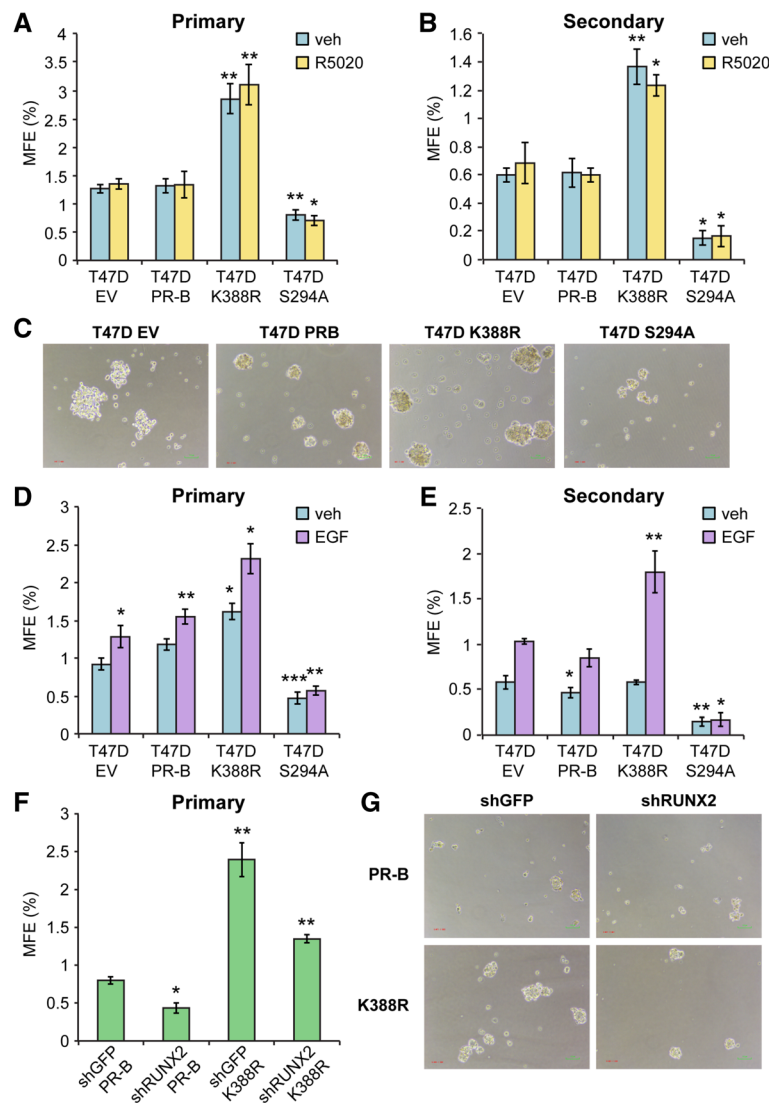 A
Primary
veh
R5020
MFE (%)
4
3.5
3
2.5
2
1.5
1
0.5
0
**
**
**
*
T47D EV
T47D PR-B
T47D K388R
T47D S294A
B
Secondary
veh
R5020
MFE (%)
1.6
1.4
1.2
1.0
0.8
0.6
0.4
0.2
0
**
*
*
*
T47D EV
T47D PR-B
T47D K388R
T47D S294A
C
T47D EV
T47D PRB
T47D K388R
T47D S294A
D
Primary
veh
EGF
MFE (%)
3
2.5
2
1.5
1
0.5
0
*
**
*
*
***
**
T47D EV
T47D PR-B
T47D K388R
T47D S294A
E
Secondary
veh
EGF
MFE (%)
2.5
2
1.5
1
0.5
0
*
**
**
*
T47D EV
T47D PR-B
T47D K388R
T47D S294A
F
Primary
MFE (%)
3
2.5
2
1.5
1
0.5
0
*
**
**
shGFP PR-B
shRUNX2 PR-B
shGFP K388R
shRUNX2 K388R
G
shGFP
shRUNX2
PR-B
K388R